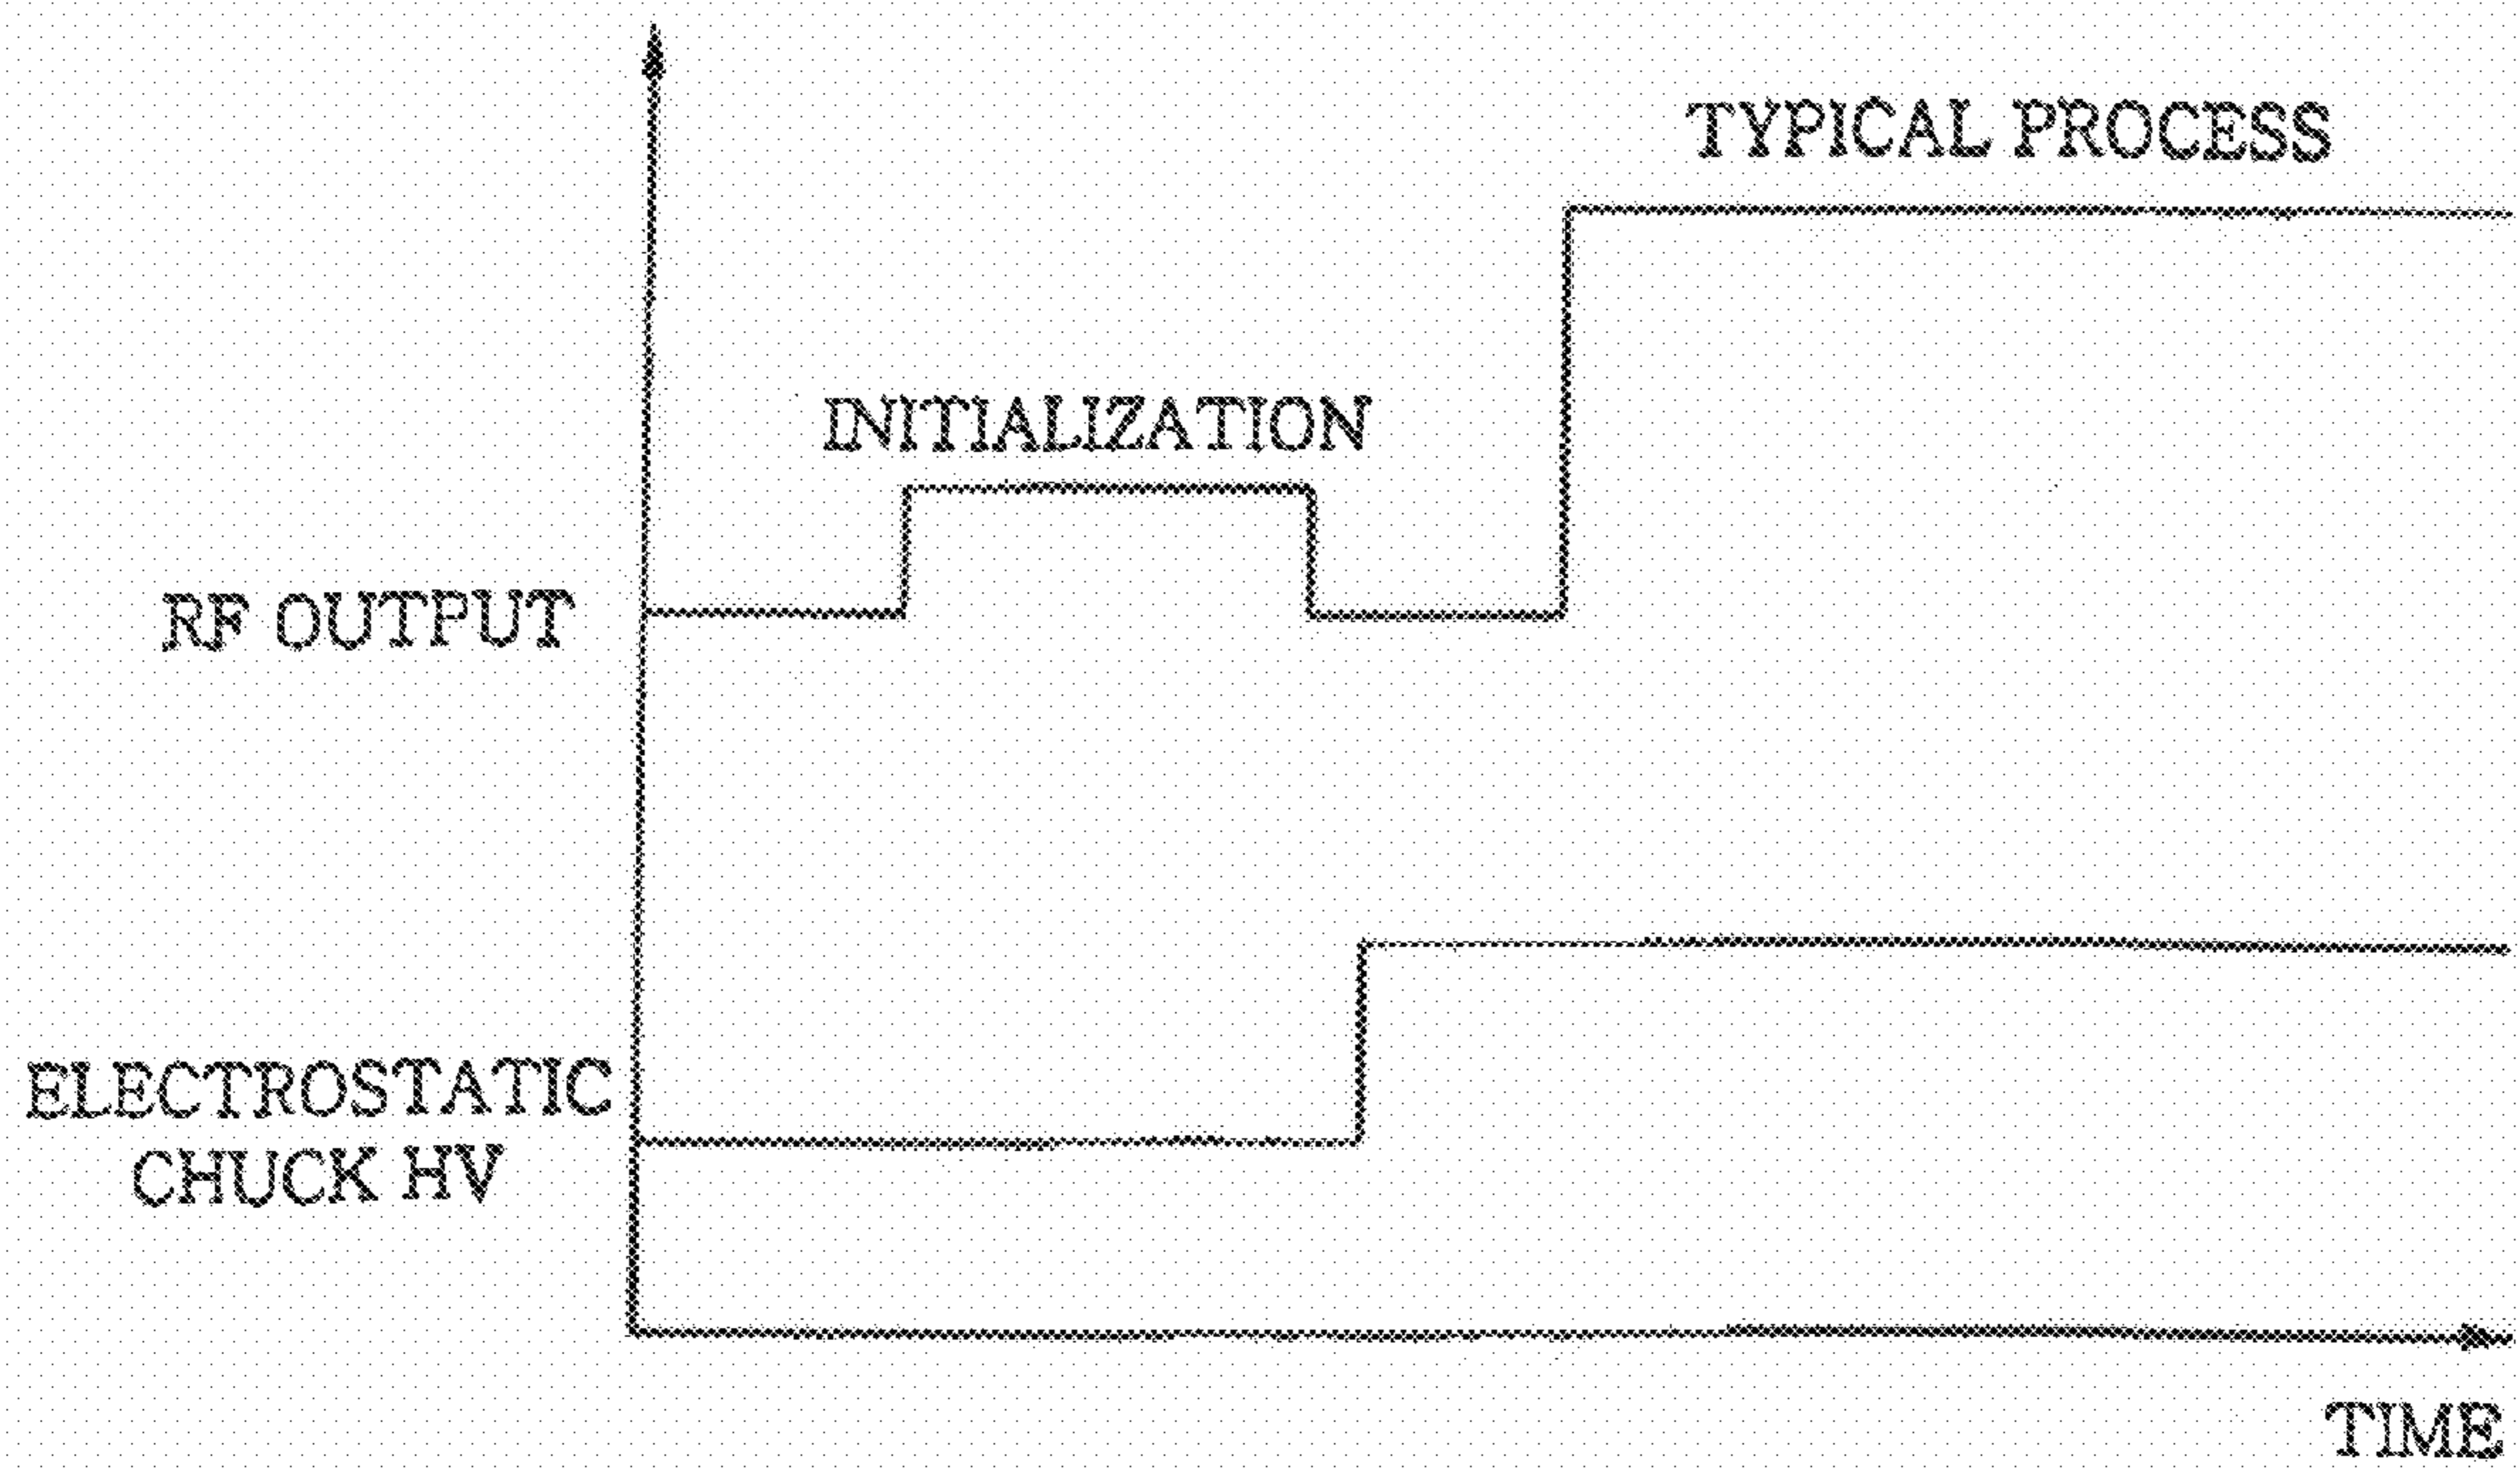 TYPICAL PROCESS
INITIALIZATION
RF OUTPUT
ELECTROSTATIC
CHUCK HV
TIME